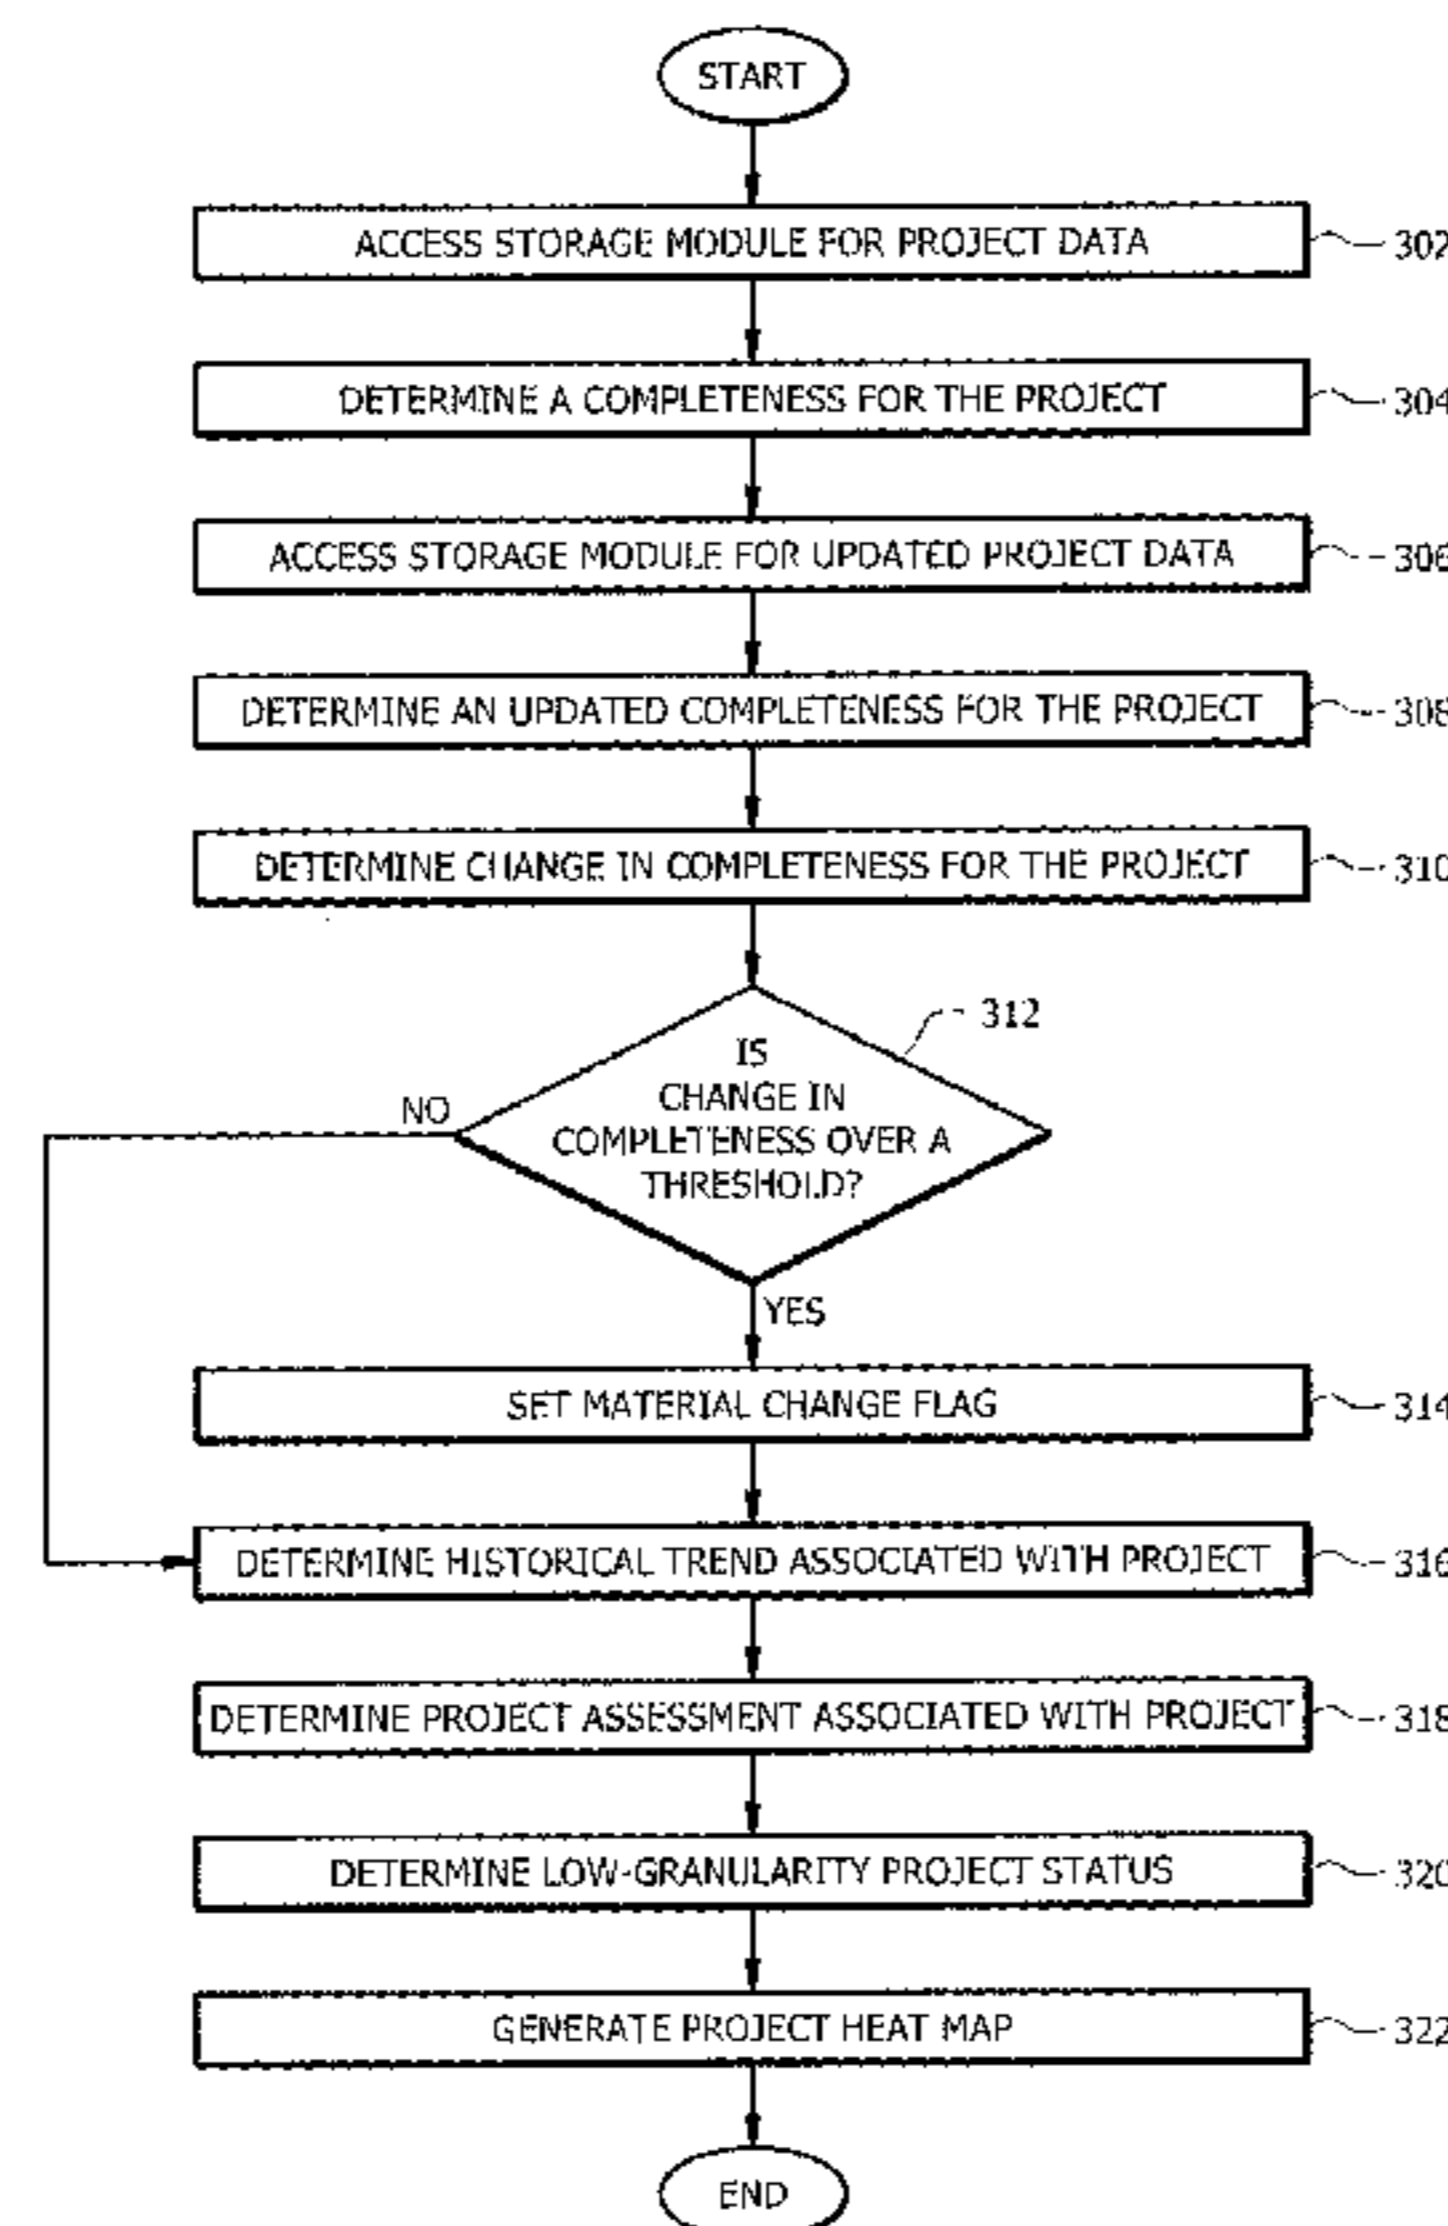 START
ACCESS STORAGE MODULE FOR PROJECT DATA
302
DETERMINE A COMPLETENESS FOR THE PROJECT
304
ACCESS STORAGE MODULE FOR UPDATED PROJECT DATA
306
DETERMINE AN UPDATED COMPLETENESS FOR THE PROJECT
308
DETERMINE CHANGE IN COMPLETENESS FOR THE PROJECT
310
312
IS
CHANGE IN
COMPLETENESS OVER A
THRESHOLD?
NO
YES
SET MATERIAL CHANGE FLAG
314
DETERMINE HISTORICAL TREND ASSOCIATED WITH PROJECT
316
DETERMINE PROJECT ASSESSMENT ASSOCIATED WITH PROJECT
318
DETERMINE LOW-GRANULARITY PROJECT STATUS
320
GENERATE PROJECT HEAT MAP
322
END